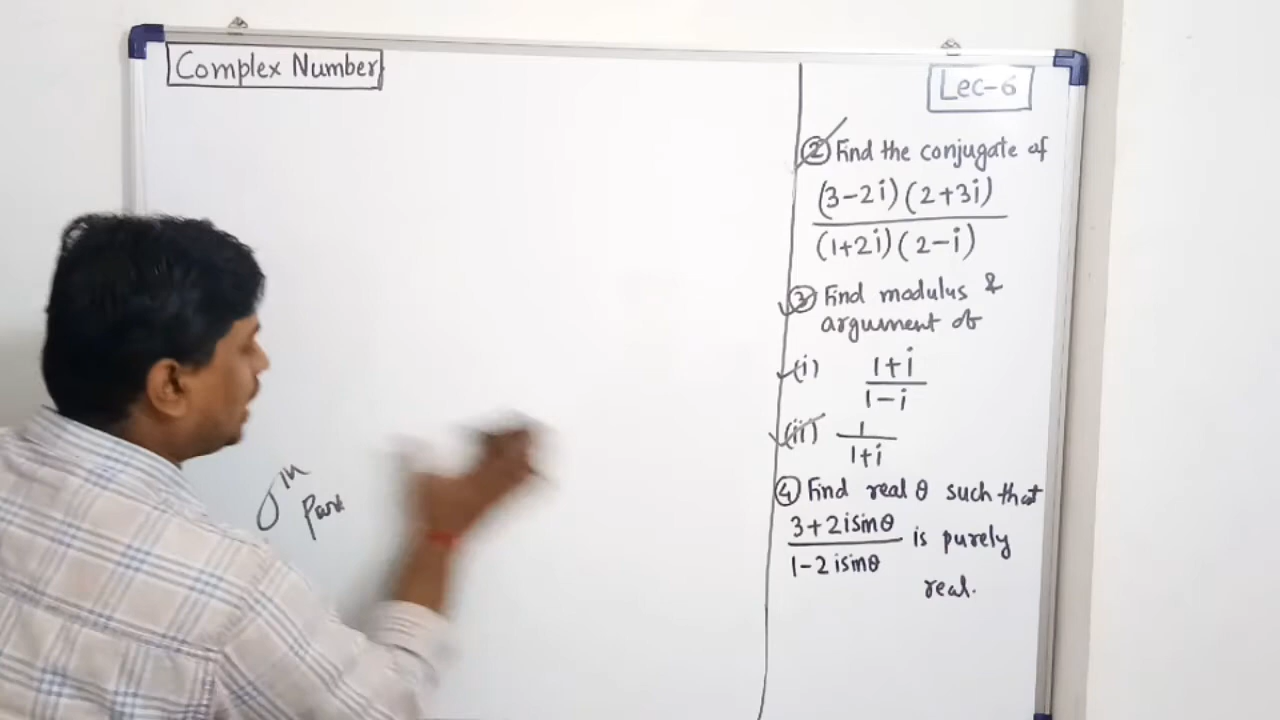 Complex Number
Lec-6
② Find the conjugate of
(3-2i)(2+3i)
(1+2i)(2-i)
③ Find modulus &
argument of
(i) 1+i
1-i
(ii) 1
1+i
④ Find real θ such that
3+2isinθ is purely
1-2isinθ
real.